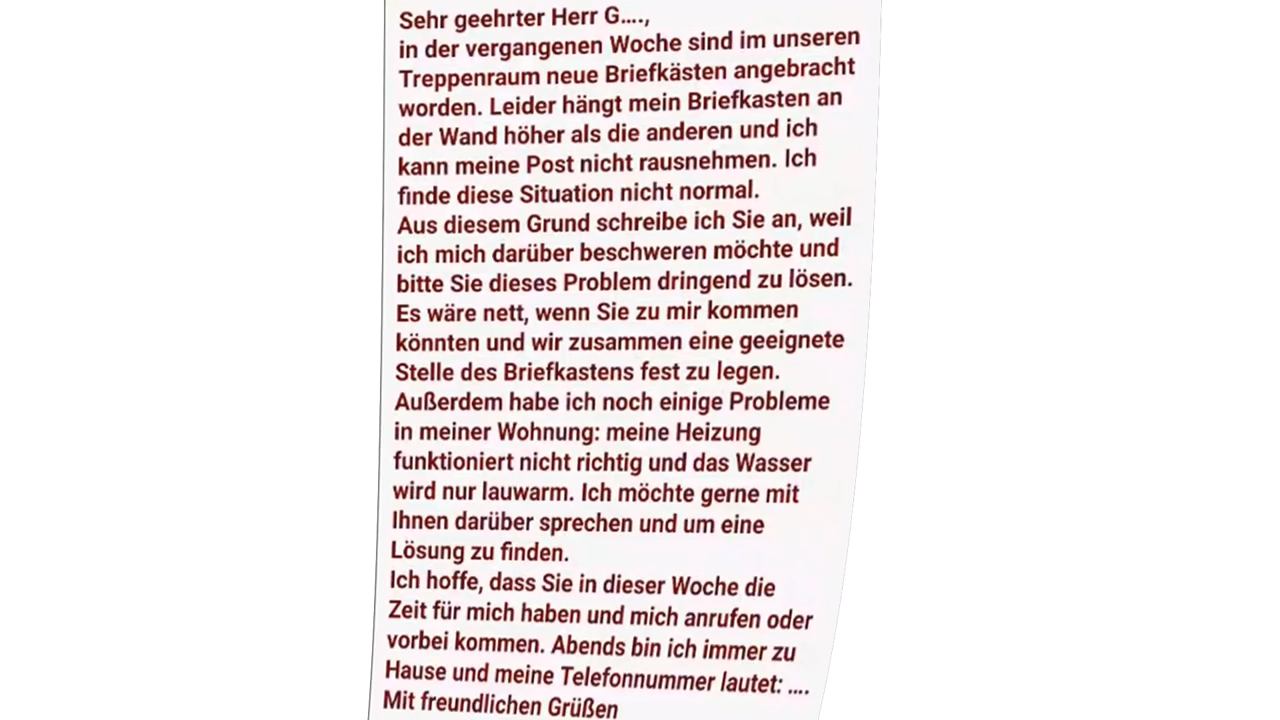 Sehr geehrter Herr G....,
in der vergangenen Woche sind im unseren
Treppenraum neue Briefkästen angebracht
worden. Leider hängt mein Briefkasten an
der Wand höher als die anderen und ich
kann meine Post nicht rausnehmen. Ich
finde diese Situation nicht normal.
Aus diesem Grund schreibe ich Sie an, weil
ich mich darüber beschweren möchte und
bitte Sie dieses Problem dringend zu lösen.
Es wäre nett, wenn Sie zu mir kommen
könnten und wir zusammen eine geeignete
Stelle des Briefkastens fest zu legen.
Außerdem habe ich noch einige Probleme
in meiner Wohnung: meine Heizung
funktioniert nicht richtig und das Wasser
wird nur lauwarm. Ich möchte gerne mit
Ihnen darüber sprechen und um eine
Lösung zu finden.
Ich hoffe, dass Sie in dieser Woche die
Zeit für mich haben und mich anrufen oder
vorbei kommen. Abends bin ich immer zu
Hause und meine Telefonnummer lautet: ....
Mit freundlichen Grüßen